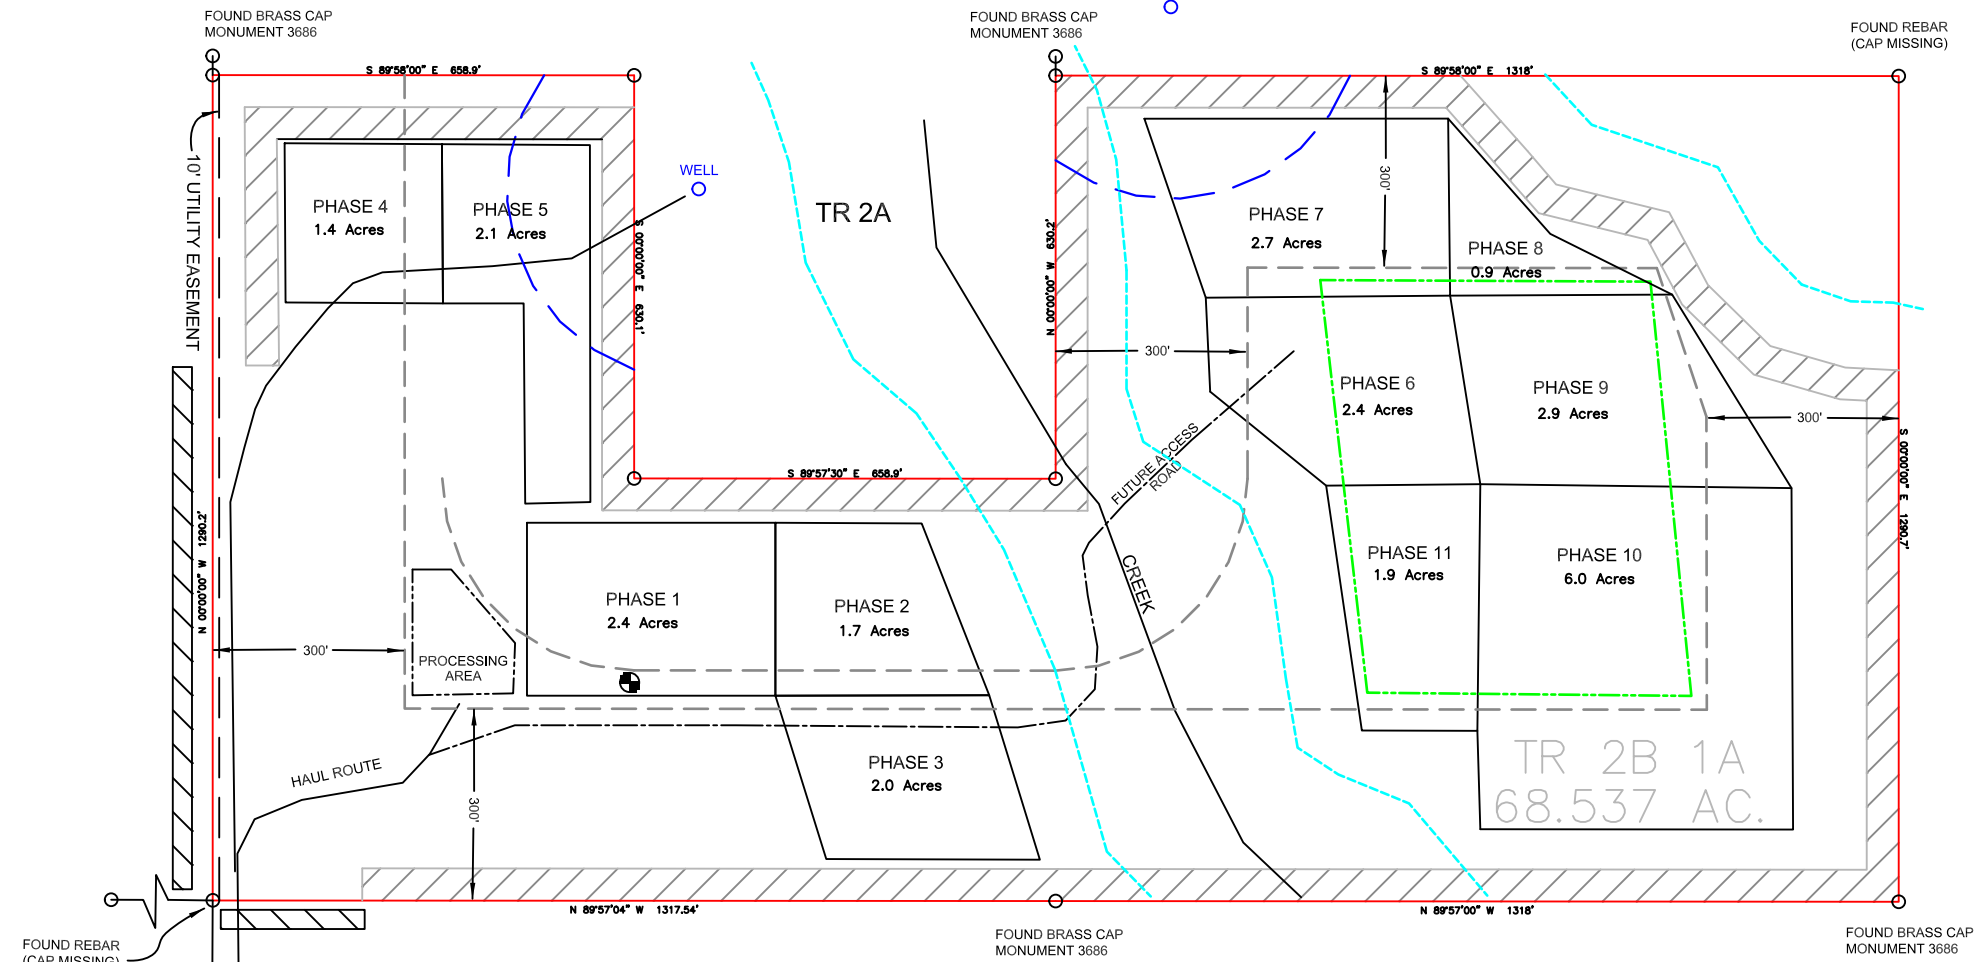 FOUND BRASS CAP
MONUMENT 3686
FOUND BRASS CAP
MONUMENT 3686
FOUND REBAR
(CAP MISSING)
S 89°58'00" E 658.9'
S 89°58'00" E 1318'
10' UTILITY EASEMENT
WELL
TR 2A
PHASE 4
1.4 Acres
PHASE 5
2.1 Acres
S 00°00'00" E 630.1'
N 00°00'00" W 630.2'
300'
PHASE 7
2.7 Acres
PHASE 8
0.9 Acres
300'
PHASE 6
2.4 Acres
PHASE 9
2.9 Acres
300'
S 89°57'30" E 658.9'
FUTURE ACCESS
ROAD
S 00°00'00" E 1290.7'
N 00°00'00" W 1290.2'
CREEK
PHASE 11
1.9 Acres
PHASE 10
6.0 Acres
PHASE 1
2.4 Acres
PHASE 2
1.7 Acres
300'
PROCESSING
AREA
HAUL ROUTE
300'
PHASE 3
2.0 Acres
TR 2B 1A
68.537 AC.
N 89°57'04" W 1317.54'
N 89°57'00" W 1318'
FOUND REBAR
(CAP MISSING)
FOUND BRASS CAP
MONUMENT 3686
FOUND BRASS CAP
MONUMENT 3686